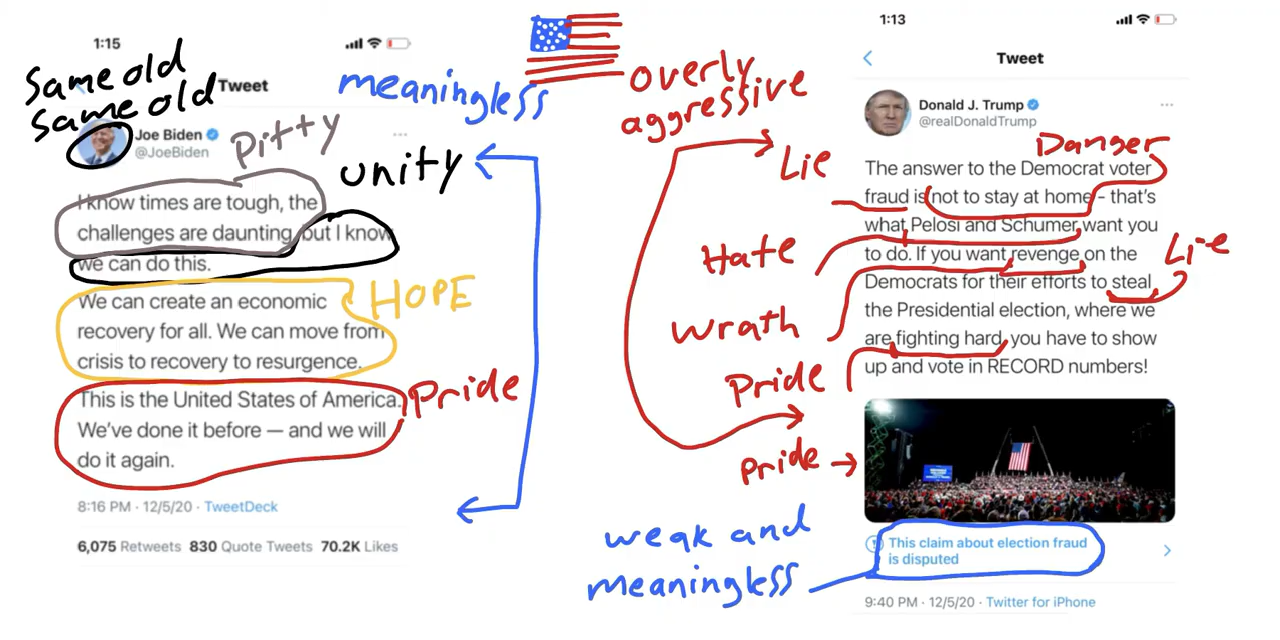 1:15
Same old
Same old
Tweet
meaningless
Joe Biden
@JoeBiden
Pitty
unity
I know times are tough, the
challenges are daunting, but I know
we can do this.
HOPE
We can create an economic
recovery for all. We can move from
crisis to recovery to resurgence.
Pride
This is the United States of America.
We've done it before — and we will
do it again.
8:16 PM · 12/5/20 · TweetDeck
6,075 Retweets 830 Quote Tweets 70.2K Likes
1:13
Tweet
overly
aggressive
Donald J. Trump
@realDonaldTrump
Danger
Lie
The answer to the Democrat voter
fraud is not to stay at home - that's
what Pelosi and Schumer want you
to do. If you want revenge on the
Democrats for their efforts to steal
the Presidential election, where we
are fighting hard, you have to show
up and vote in RECORD numbers!
Hate
Lie
Wrath
Pride
Pride
weak and
meaningless
This claim about election fraud
is disputed
9:40 PM · 12/5/20 · Twitter for iPhone